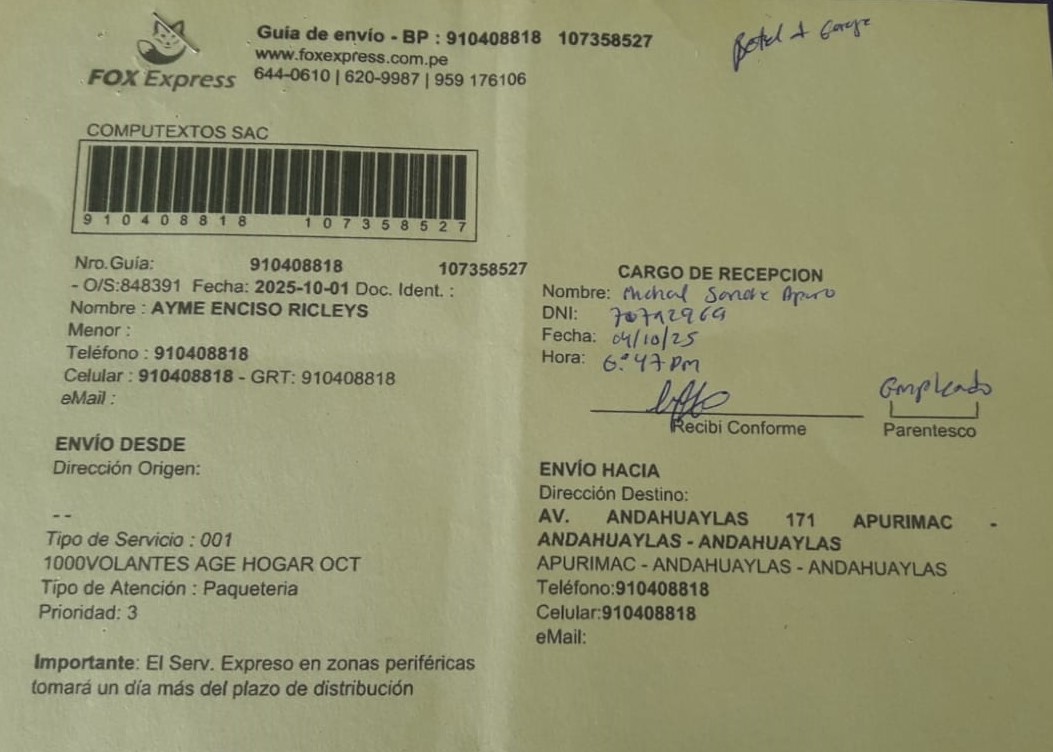 Guía de envío - BP : 910408818 107358527
www.foxexpress.com.pe
644-0610 | 620-9987 | 959 176106
FOX Express
COMPUTEXTOS SAC
910408818 107358527
Nro.Guía: 910408818 107358527
- O/S:848391 Fecha: 2025-10-01 Doc. Ident. :
Nombre : AYME ENCISO RICLEYS
Menor :
Teléfono : 910408818
Celular : 910408818 - GRT: 910408818
eMail :
CARGO DE RECEPCION
Nombre:
DNI:
Fecha: 04/10/25
Hora: 6:47 Pm
Empleado
Recibi Conforme Parentesco
ENVÍO DESDE
Dirección Origen:
--
Tipo de Servicio : 001
1000VOLANTES AGE HOGAR OCT
Tipo de Atención : Paqueteria
Prioridad: 3
ENVÍO HACIA
Dirección Destino:
AV. ANDAHUAYLAS 171 APURIMAC -
ANDAHUAYLAS - ANDAHUAYLAS
APURIMAC - ANDAHUAYLAS - ANDAHUAYLAS
Teléfono:910408818
Celular:910408818
eMail:
Importante: El Serv. Expreso en zonas periféricas
tomará un día más del plazo de distribución